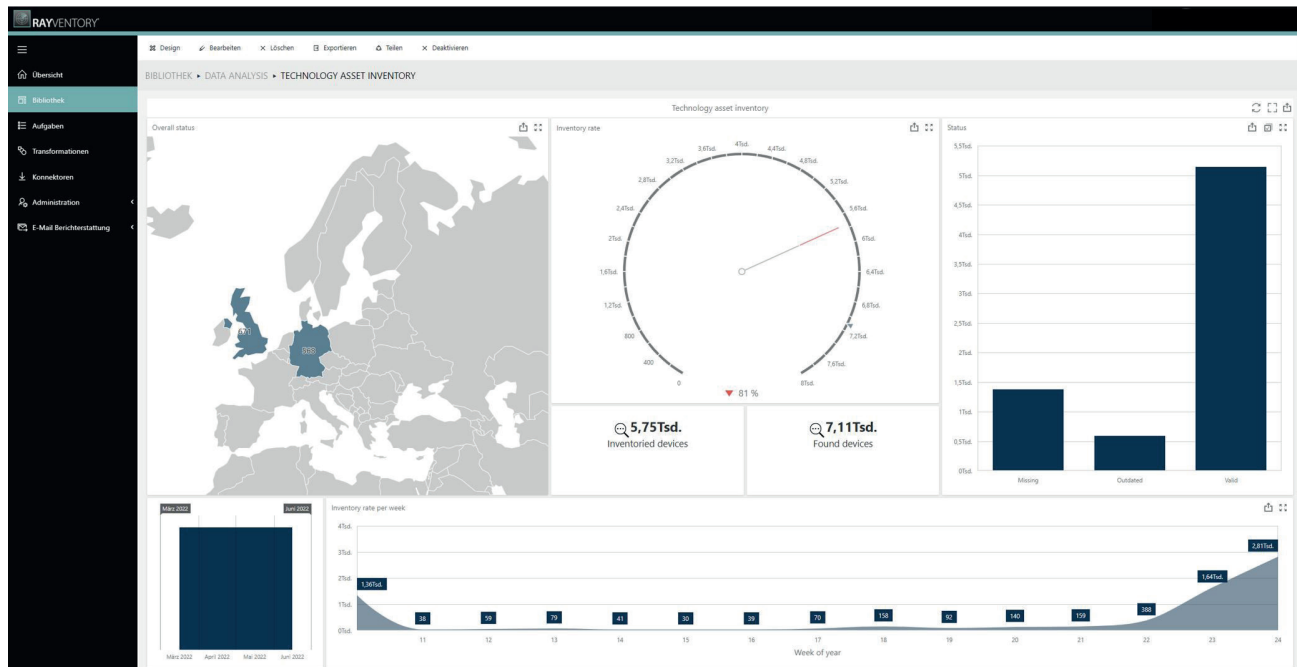 RAYVENTORY
Design Bearbeiten Löschen Exportieren Teilen Deaktivieren
Übersicht
Bibliothek
Aufgaben
Transformationen
Konnektoren
Administration
E-Mail Berichterstattung
BIBLIOTHEK ▸ DATA ANALYSIS ▸ TECHNOLOGY ASSET INVENTORY
Technology asset inventory
Overall status
571
568
Inventory rate
0
400
800
1,2Tsd.
1,6Tsd.
2Tsd.
2,4Tsd.
2,8Tsd.
3,2Tsd.
3,6Tsd.
4Tsd.
4,4Tsd.
4,8Tsd.
5,2Tsd.
5,6Tsd.
6Tsd.
6,4Tsd.
6,8Tsd.
7,2Tsd.
7,6Tsd.
8Tsd.
81 %
5,75Tsd.
Inventoried devices
7,11Tsd.
Found devices
Status
5,5Tsd.
5Tsd.
4,5Tsd.
4Tsd.
3,5Tsd.
3Tsd.
2,5Tsd.
2Tsd.
1,5Tsd.
1Tsd.
0,5Tsd.
0Tsd.
Missing Outdated Valid
März 2022 Juni 2022
März 2022 April 2022 Mai 2022 Juni 2022
Inventory rate per week
4Tsd.
3Tsd.
2Tsd.
1Tsd.
0Tsd.
1,36Tsd. 38 59 79 41 30 39 70 158 92 140 159 388 1,64Tsd. 2,81Tsd.
11 12 13 14 15 16 17 18 19 20 21 22 23 24
Week of year